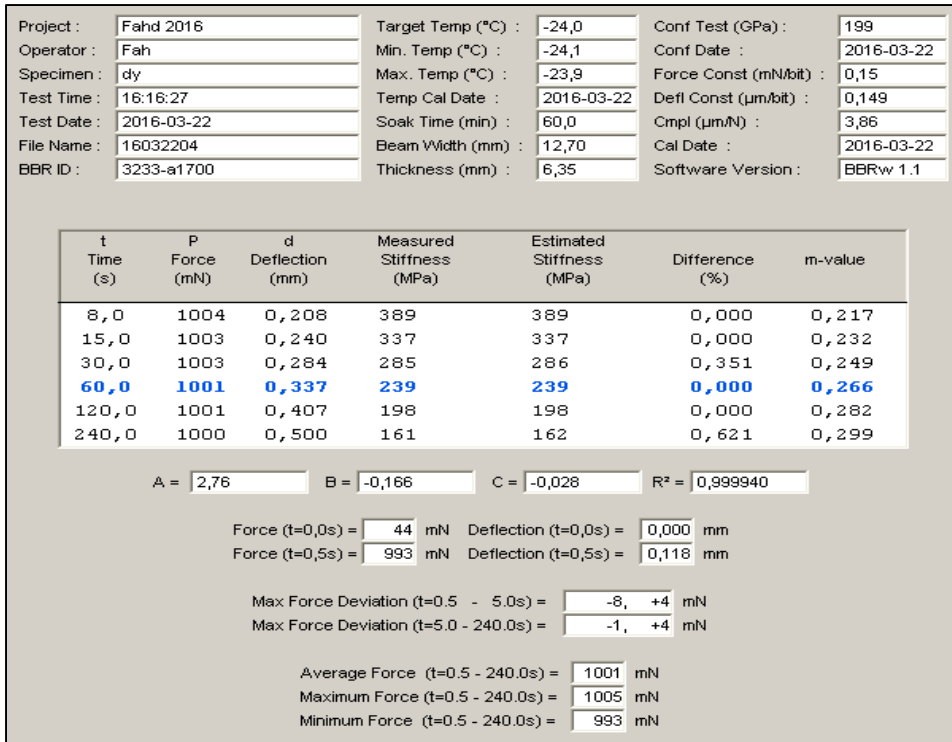 Project : Fahd 2016 Target Temp (°C) : -24,0 Conf Test (GPa) : 199
Operator : Fah Min. Temp (°C) : -24,1 Conf Date : 2016-03-22
Specimen : dy Max. Temp (°C) : -23,9 Force Const (mN/bit) : 0,15
Test Time : 16:16:27 Temp Cal Date : 2016-03-22 Defl Const (µm/bit) : 0,149
Test Date : 2016-03-22 Soak Time (min) : 60,0 Cmpl (µm/N) : 3,86
File Name : 16032204 Beam Width (mm) : 12,70 Cal Date : 2016-03-22
BBR ID : 3233-a1700 Thickness (mm) : 6,35 Software Version : BBRw 1.1
t P d Measured Estimated
Time Force Deflection Stiffness Stiffness Difference m-value
(s) (mN) (mm) (MPa) (MPa) (%)
8,0 1004 0,208 389 389 0,000 0,217
15,0 1003 0,240 337 337 0,000 0,232
30,0 1003 0,284 285 286 0,351 0,249
60,0 1001 0,337 239 239 0,000 0,266
120,0 1001 0,407 198 198 0,000 0,282
240,0 1000 0,500 161 162 0,621 0,299
A = 2,76 B = -0,166 C = -0,028 R² = 0,999940
Force (t=0,0s) = 44 mN Deflection (t=0,0s) = 0,000 mm
Force (t=0,5s) = 993 mN Deflection (t=0,5s) = 0,118 mm
Max Force Deviation (t=0.5 - 5.0s) = -8, +4 mN
Max Force Deviation (t=5.0 - 240.0s) = -1, +4 mN
Average Force (t=0.5 - 240.0s) = 1001 mN
Maximum Force (t=0.5 - 240.0s) = 1005 mN
Minimum Force (t=0.5 - 240.0s) = 993 mN